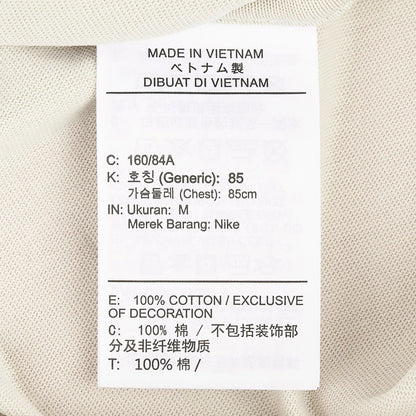 MADE IN VIETNAM
ベトナム製
DIBUAT DI VIETNAM
C: 160/84A
K: 호칭 (Generic): 85
가슴둘레 (Chest): 85cm
IN: Ukuran: M
Merek Barang: Nike
E: 100% COTTON / EXCLUSIVE
OF DECORATION
C: 100% 棉 / 不包括装饰部
分及非纤维物质
T: 100% 棉 /